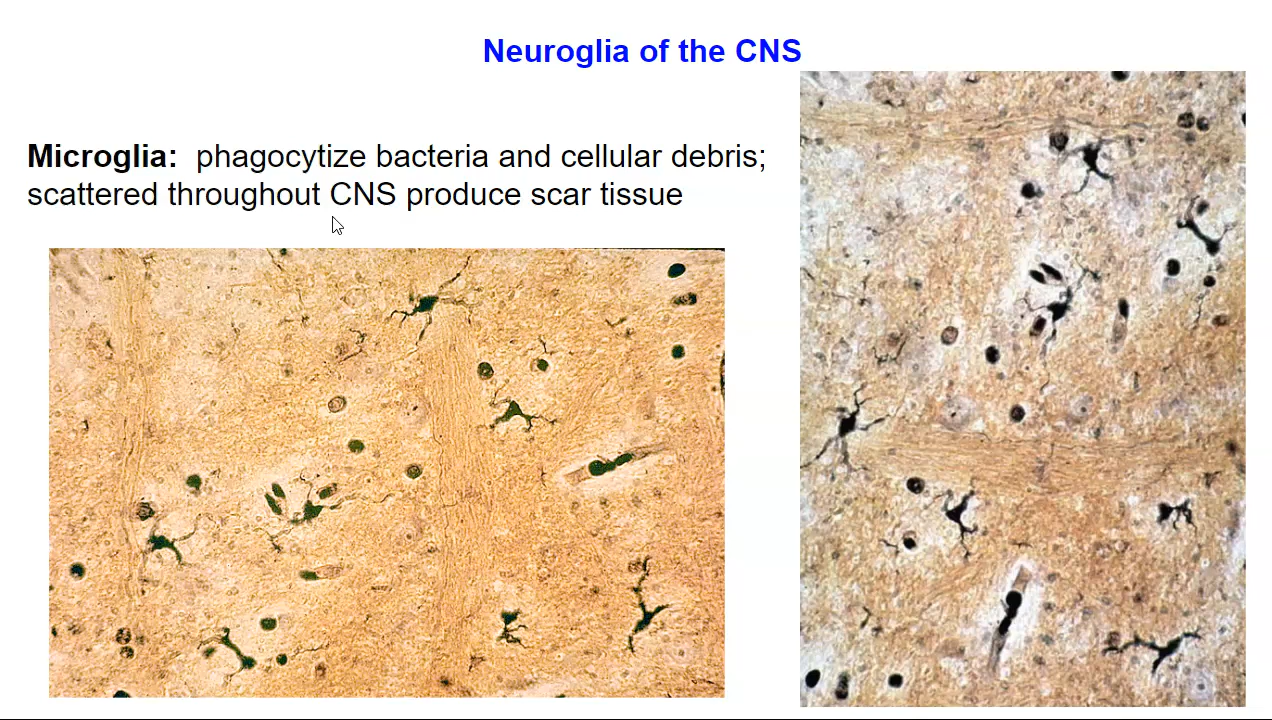 Neuroglia of the CNS
Microglia: phagocytize bacteria and cellular debris;
scattered throughout CNS produce scar tissue